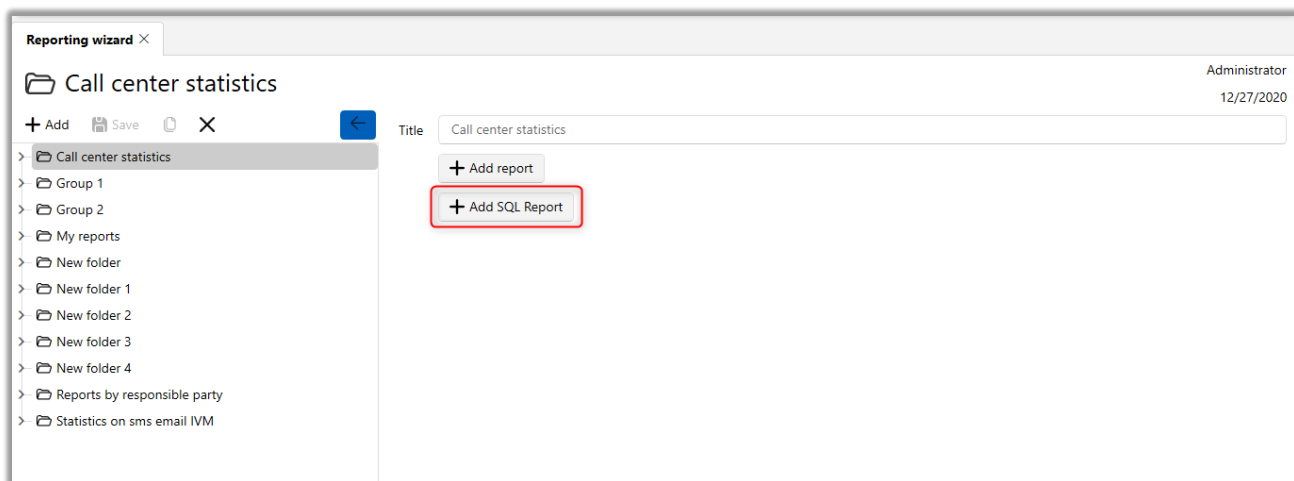 Reporting wizard
Call center statistics
Administrator
12/27/2020
Add Save
Title Call center statistics
Call center statistics
Add report
Group 1
Add SQL Report
Group 2
My reports
New folder
New folder 1
New folder 2
New folder 3
New folder 4
Reports by responsible party
Statistics on sms email IVM